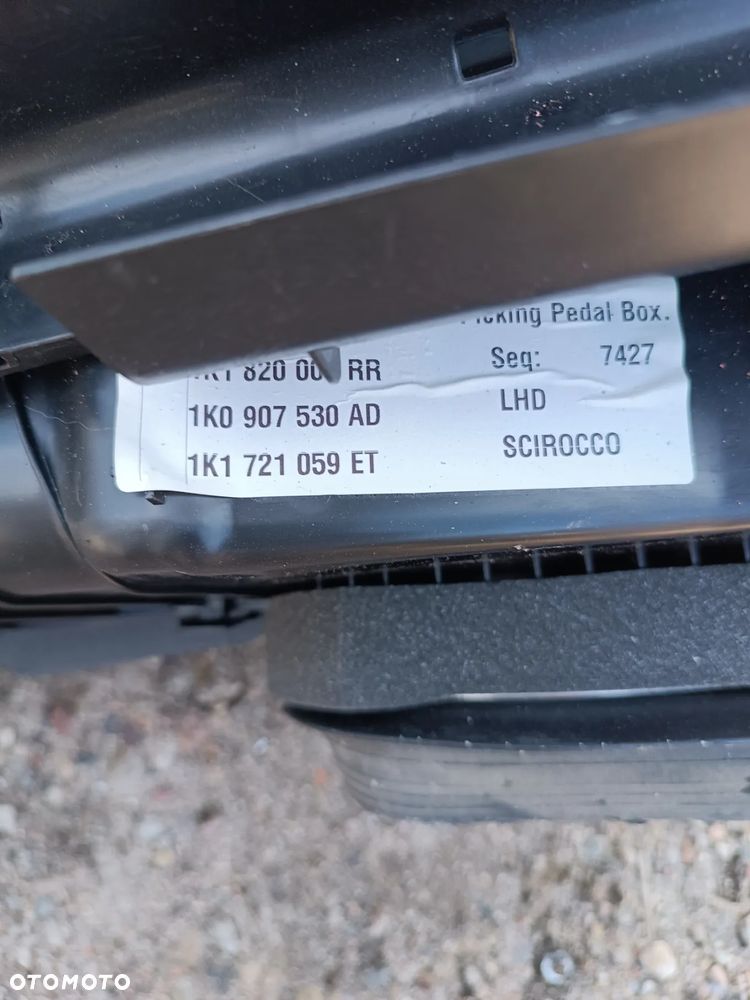 Pedal Box.
820 RR Seq: 7427
1K0 907 530 AD LHD
1K1 721 059 ET SCIROCCO
OTOMOTO